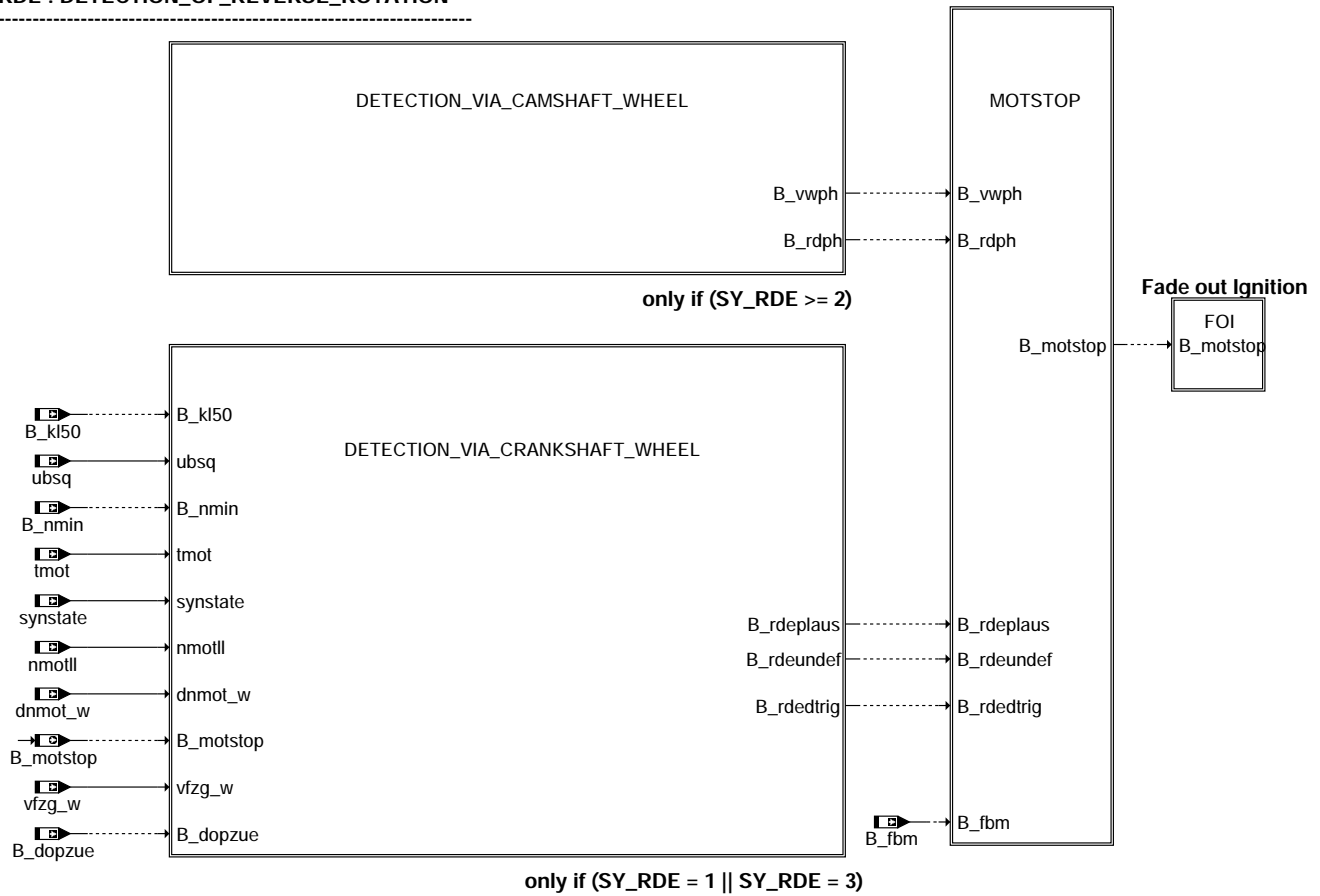 RDE : DETECTION_OF_REVERSE_ROTATION
DETECTION_VIA_CAMSHAFT_WHEEL
MOTSTOP
B_vwph
B_vwph
B_rdph
B_rdph
only if (SY_RDE >= 2)
Fade out Ignition
FOI
B_motstop
B_motstop
DETECTION_VIA_CRANKSHAFT_WHEEL
B_kl50
B_kl50
ubsq
ubsq
B_nmin
B_nmin
tmot
tmot
synstate
synstate
nmotll
nmotll
dnmot_w
dnmot_w
B_motstop
B_motstop
vfzg_w
vfzg_w
B_dopzue
B_dopzue
B_rdeplaus
B_rdeplaus
B_rdeundef
B_rdeundef
B_rdedtrig
B_rdedtrig
B_fbm
B_fbm
only if (SY_RDE = 1 || SY_RDE = 3)